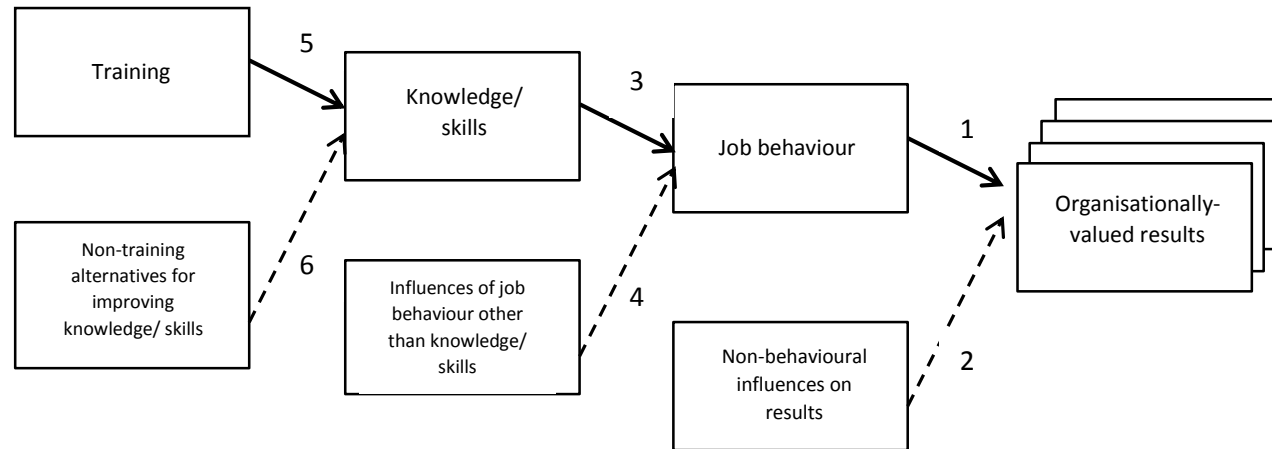 Training
5
Knowledge/
skills
3
Job behaviour
1
Organisationally-
valued results
Non-training
alternatives for
improving
knowledge/ skills
6
Influences of job
behaviour other
than knowledge/
skills
4
Non-behavioural
influences on
results
2